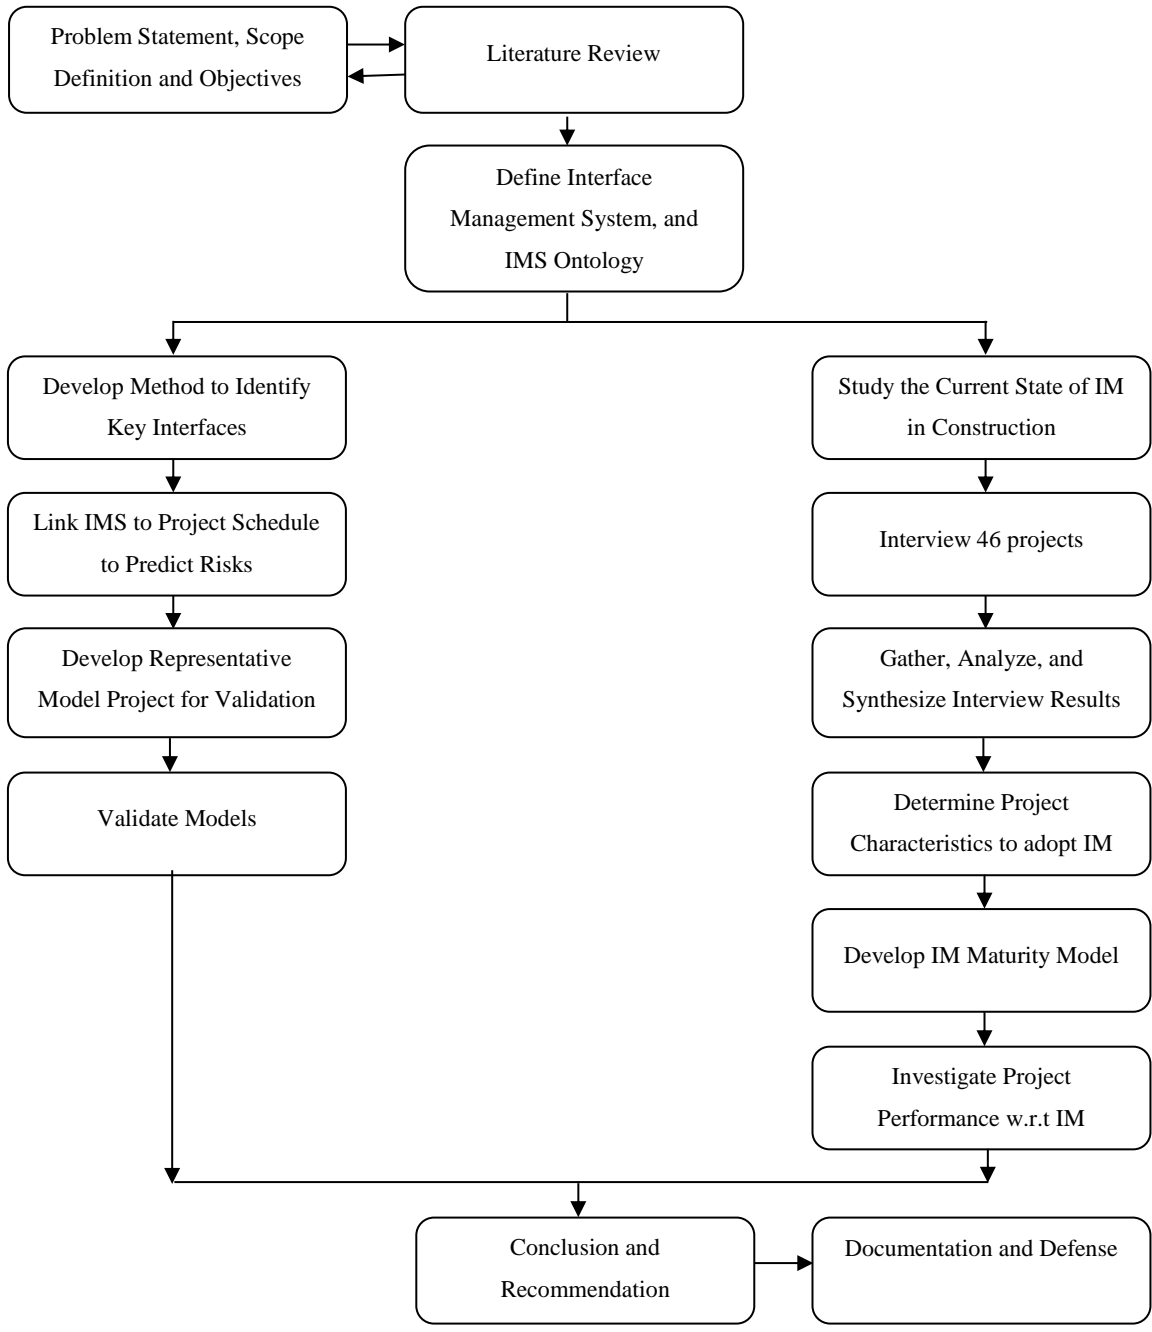 Problem Statement, Scope
Definition and Objectives
Literature Review
Define Interface
Management System, and
IMS Ontology
Develop Method to Identify
Key Interfaces
Link IMS to Project Schedule
to Predict Risks
Develop Representative
Model Project for Validation
Validate Models
Study the Current State of IM
in Construction
Interview 46 projects
Gather, Analyze, and
Synthesize Interview Results
Determine Project
Characteristics to adopt IM
Develop IM Maturity Model
Investigate Project
Performance w.r.t IM
Conclusion and
Recommendation
Documentation and Defense